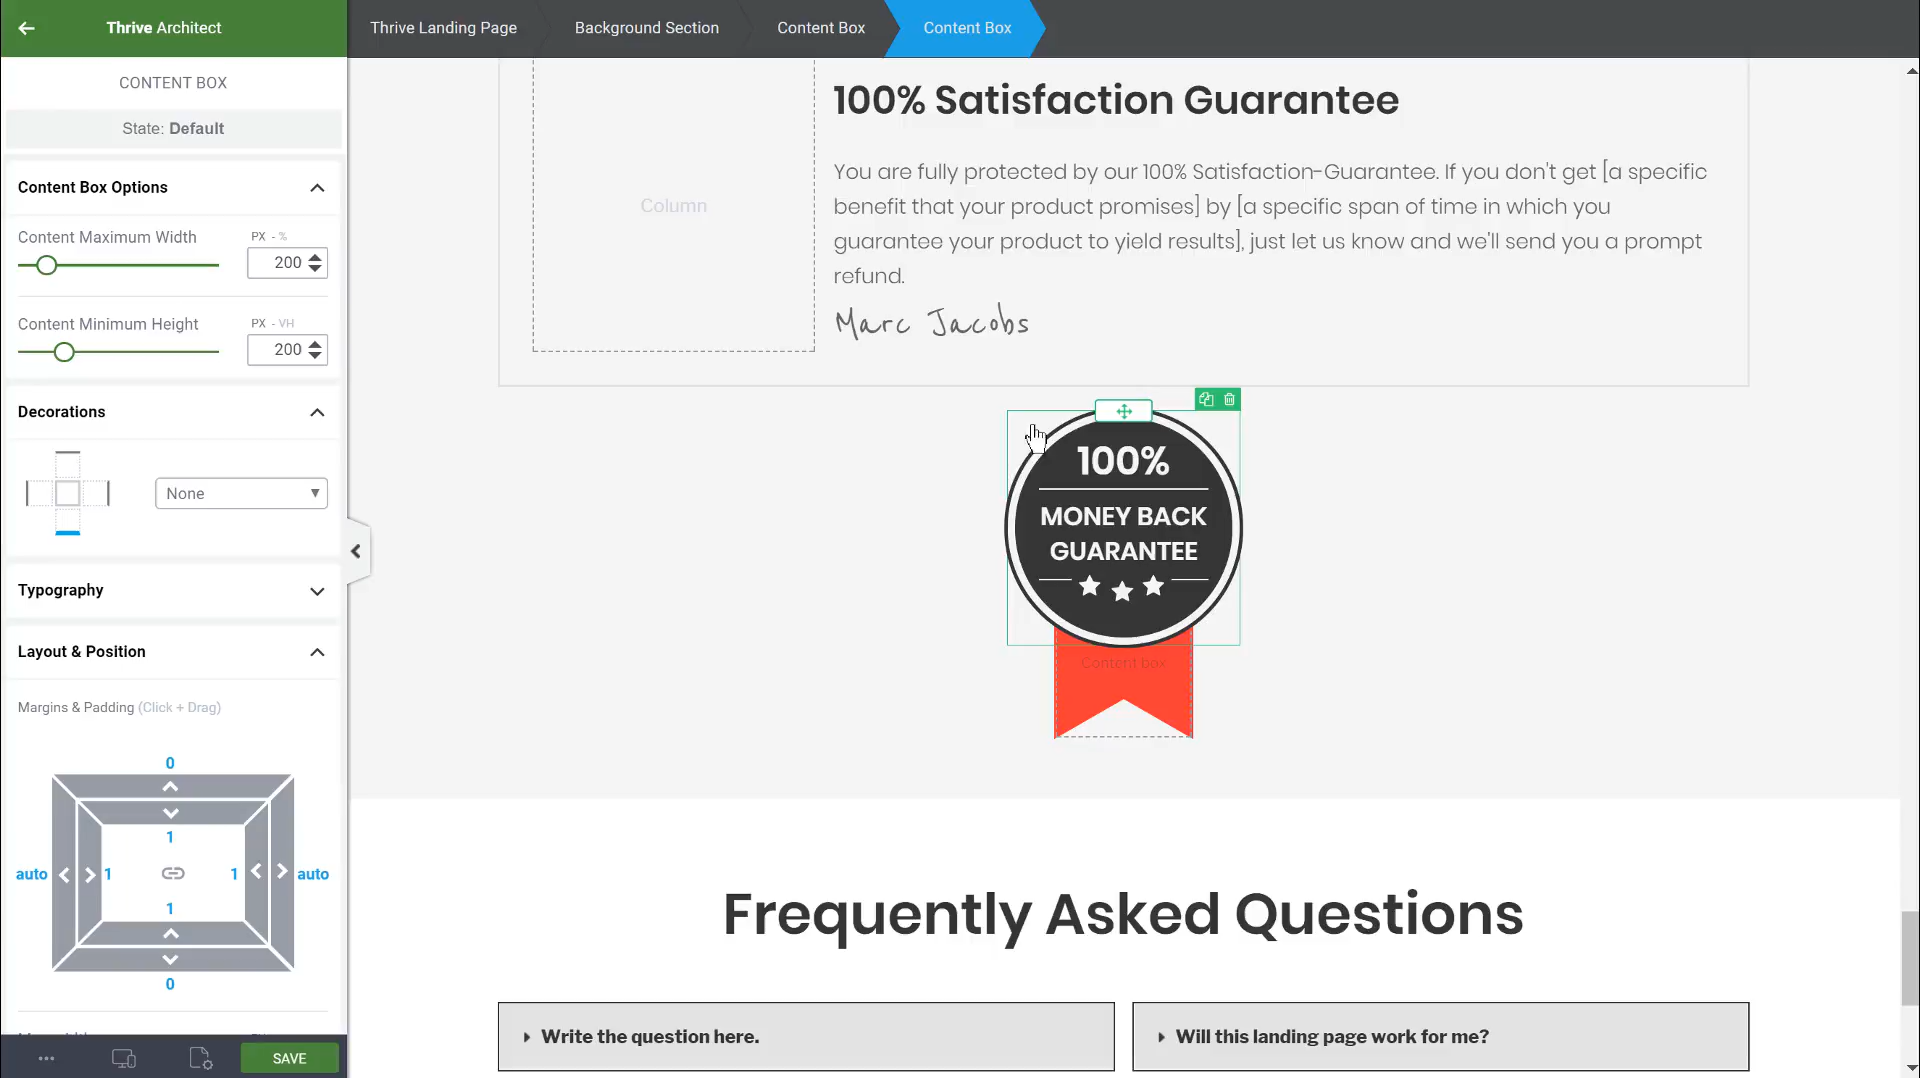 Thrive Architect
Thrive Landing Page
Background Section
Content Box
Content Box
CONTENT BOX
State: Default
Content Box Options
Content Maximum Width
PX - %
200
Content Minimum Height
PX - VH
200
Decorations
None
Typography
Layout & Position
Margins & Padding (Click + Drag)
0
1
auto
1
1
auto
1
0
SAVE
Column
100% Satisfaction Guarantee
You are fully protected by our 100% Satisfaction-Guarantee. If you don't get [a specific
benefit that your product promises] by [a specific span of time in which you
guarantee your product to yield results], just let us know and we'll send you a prompt
refund.
Marc Jacobs
100%
MONEY BACK
GUARANTEE
Content box
Frequently Asked Questions
Write the question here.
Will this landing page work for me?